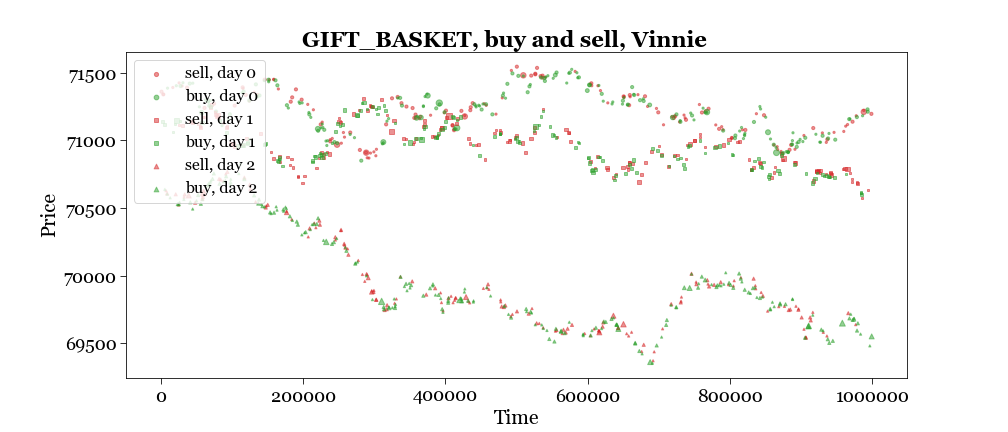 GIFT_BASKET, buy and sell, Vinnie
71500
71000
70500
70000
69500
Price
sell, day 0
buy, day 0
sell, day 1
buy, day 1
sell, day 2
buy, day 2
0 200000 400000 600000 800000 1000000
Time